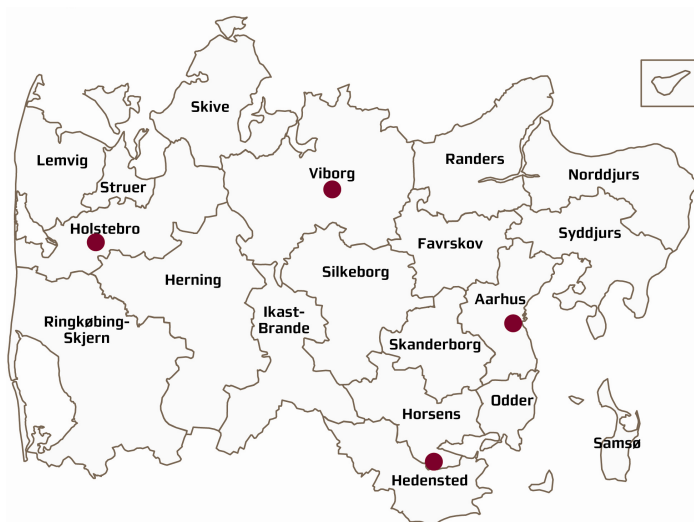 Skive
Lemvig
Struer
Viborg
Randers
Norddjurs
Holstebro
Favrskov
Syddjurs
Herning
Silkeborg
Aarhus
Ikast-
Brande
Ringkøbing-
Skjern
Skanderborg
Horsens
Odder
Samsø
Hedensted